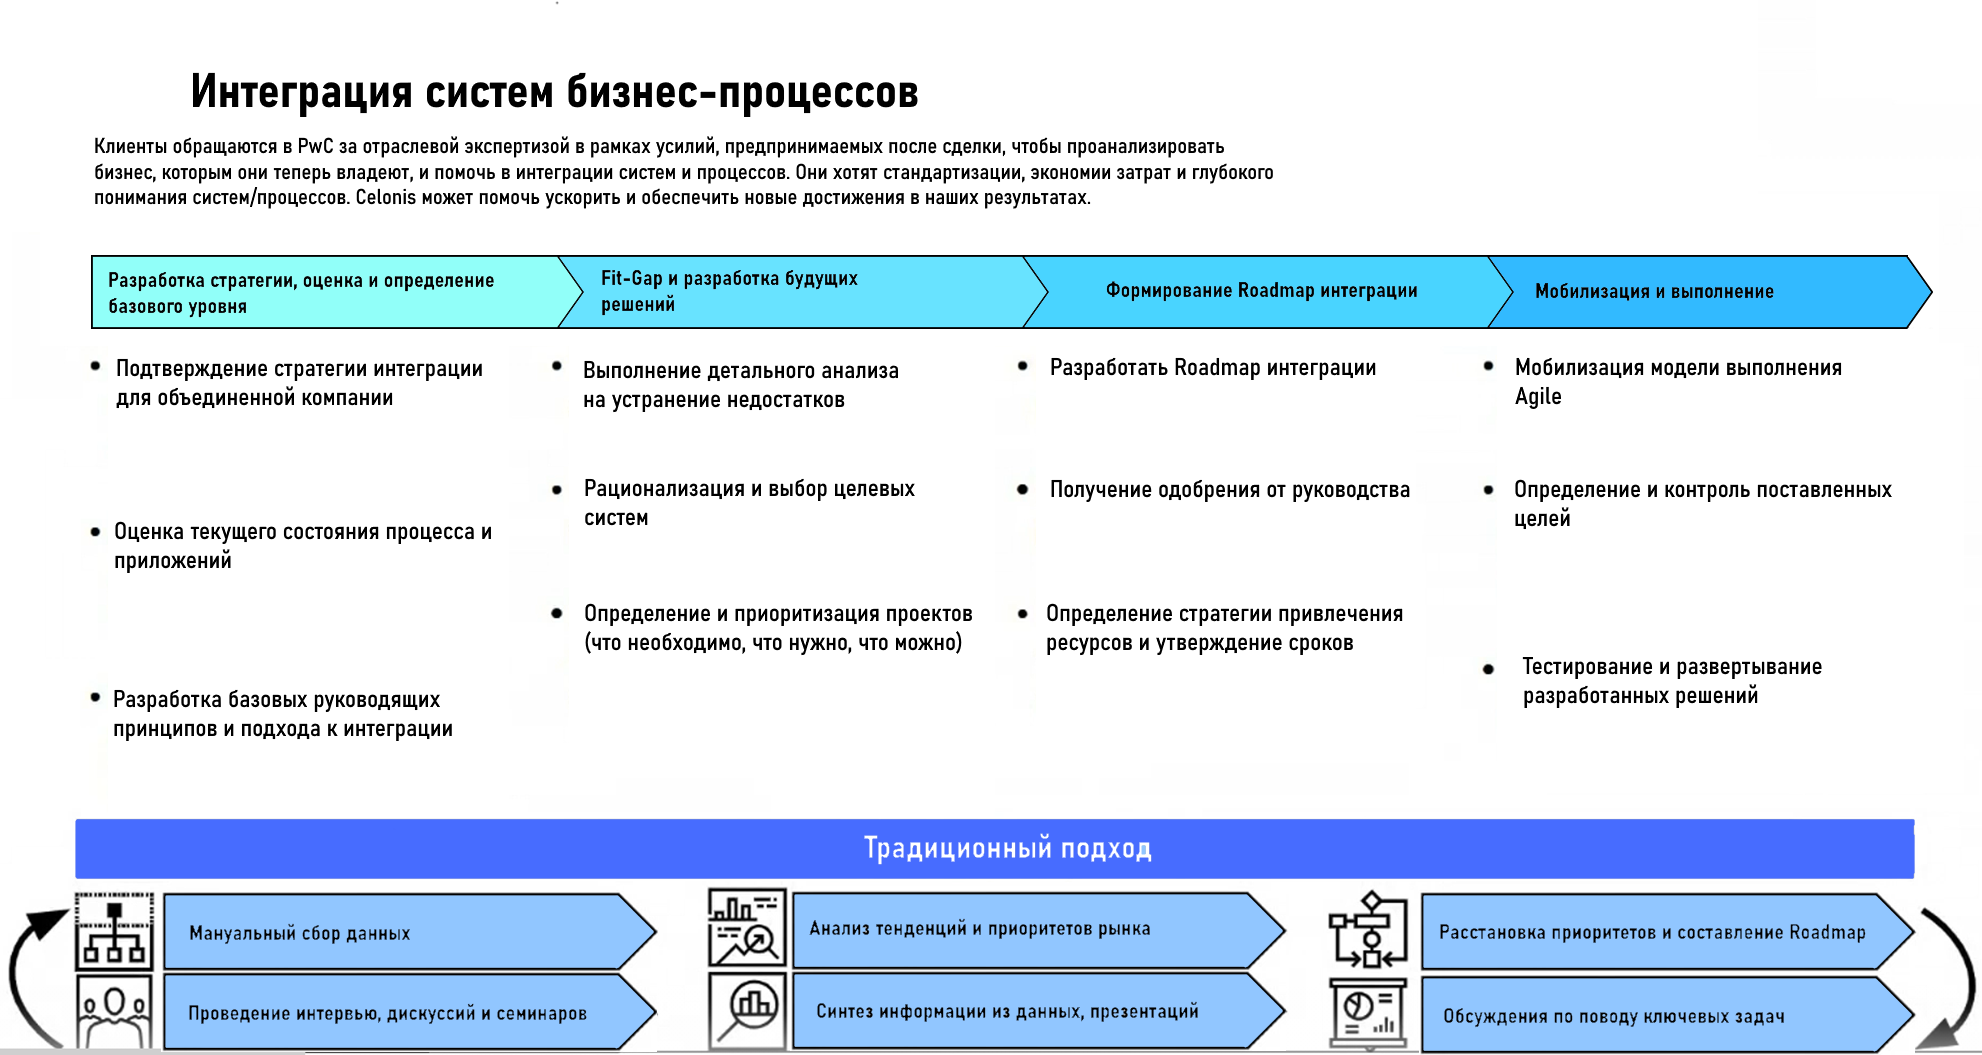 Интеграция систем бизнес-процессов
Клиенты обращаются в PwC за отраслевой экспертизой в рамках усилий, предпринимаемых после сделки, чтобы проанализировать
бизнес, которым они теперь владеют, и помочь в интеграции систем и процессов. Они хотят стандартизации, экономии затрат и глубокого
понимания систем/процессов. Celonis может помочь ускорить и обеспечить новые достижения в наших результатах.
Разработка стратегии, оценка и определение
базового уровня
Fit-Gap и разработка будущих
решений
Формирование Roadmap интеграции
Мобилизация и выполнение
• Подтверждение стратегии интеграции
для объединенной компании
• Оценка текущего состояния процесса и
приложений
• Разработка базовых руководящих
принципов и подхода к интеграции
• Выполнение детального анализа
на устранение недостатков
• Рационализация и выбор целевых
систем
• Определение и приоритизация проектов
(что необходимо, что нужно, что можно)
• Разработать Roadmap интеграции
• Получение одобрения от руководства
• Определение стратегии привлечения
ресурсов и утверждение сроков
• Мобилизация модели выполнения
Agile
• Определение и контроль поставленных
целей
• Тестирование и развертывание
разработанных решений
Традиционный подход
Мануальный сбор данных
Проведение интервью, дискуссий и семинаров
Анализ тенденций и приоритетов рынка
Синтез информации из данных, презентаций
Расстановка приоритетов и составление Roadmap
Обсуждения по поводу ключевых задач